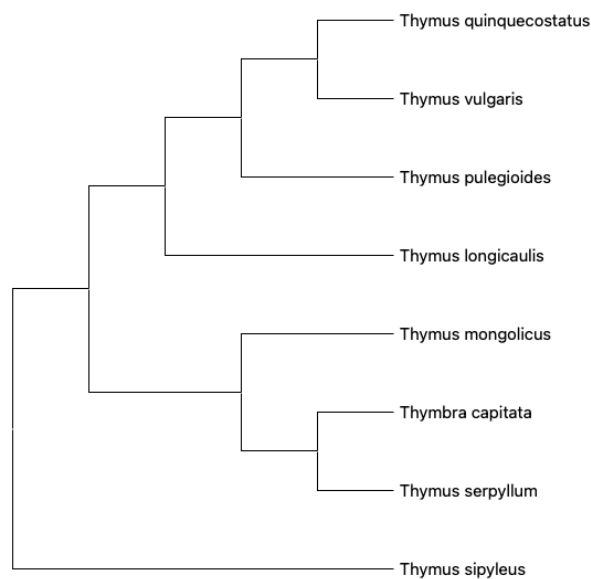 Thymus quinquecostatus
Thymus vulgaris
Thymus pulegioides
Thymus longicaulis
Thymus mongolicus
Thymbra capitata
Thymus serpyllum
Thymus sipyleus